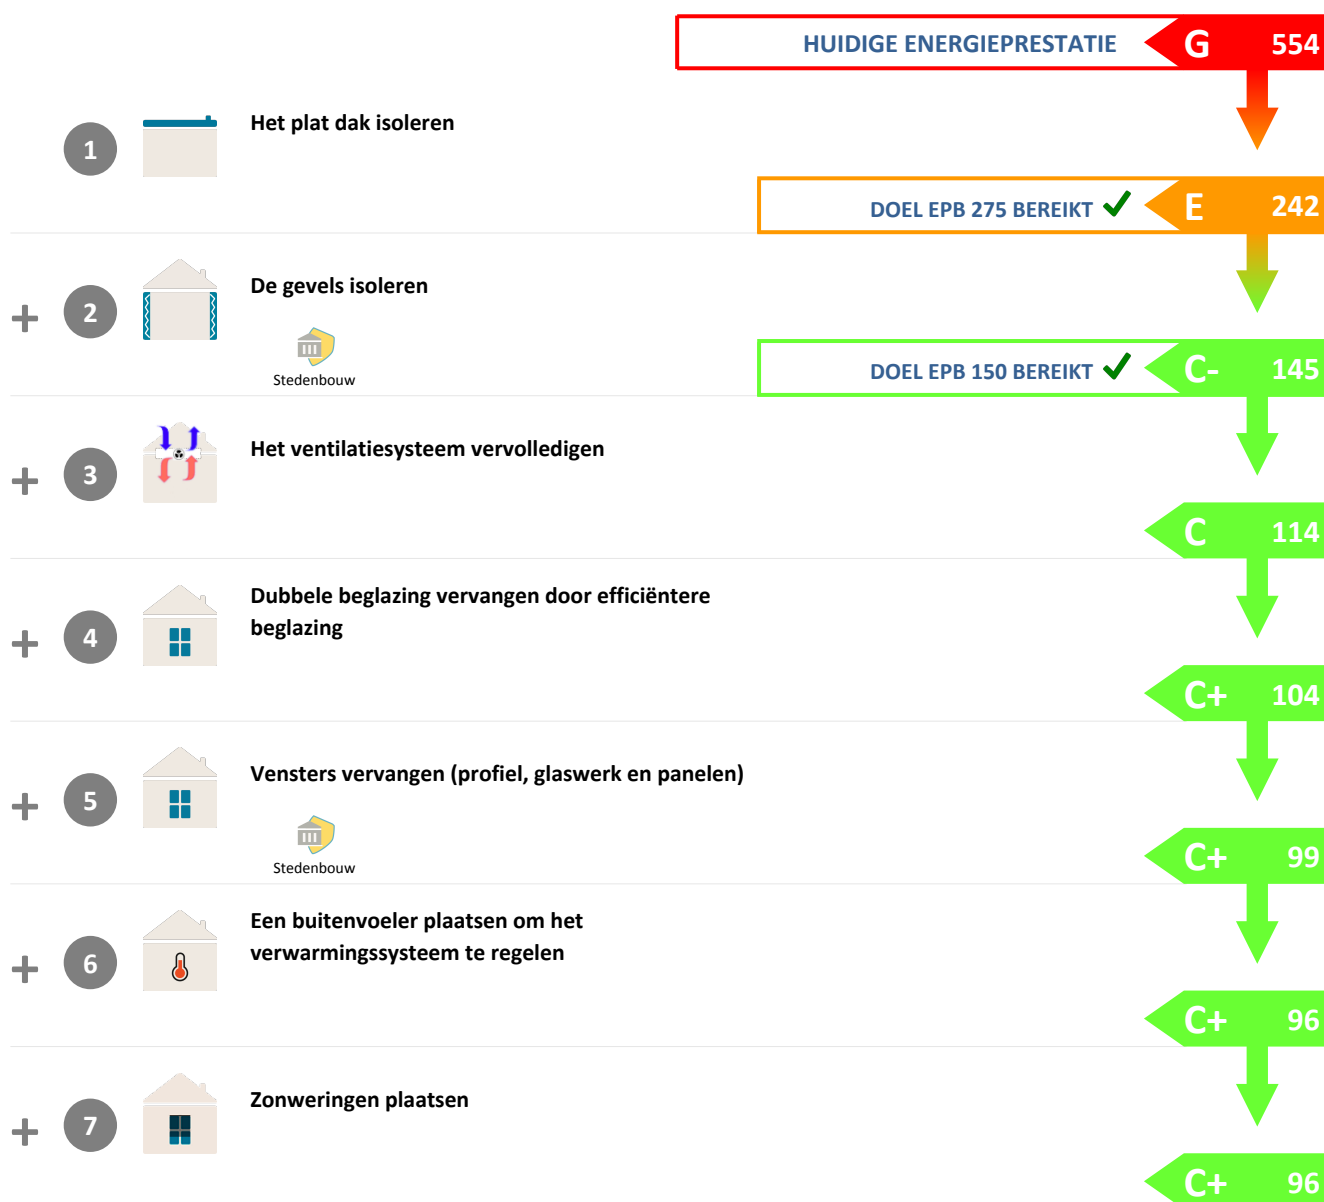 HUIDIGE ENERGIEPRESTATIE G 554
1 Het plat dak isoleren
DOEL EPB 275 BEREIKT E 242
+ 2 De gevels isoleren
Stedenbouw
DOEL EPB 150 BEREIKT C- 145
+ 3 Het ventilatiesysteem vervolledigen
C 114
Dubbele beglazing vervangen door efficiëntere
+ 4 beglazing
C+ 104
+ 5 Vensters vervangen (profiel, glaswerk en panelen)
Stedenbouw
C+ 99
Een buitenvoeler plaatsen om het
+ 6 verwarmingssysteem te regelen
C+ 96
+ 7 Zonweringen plaatsen
C+ 96